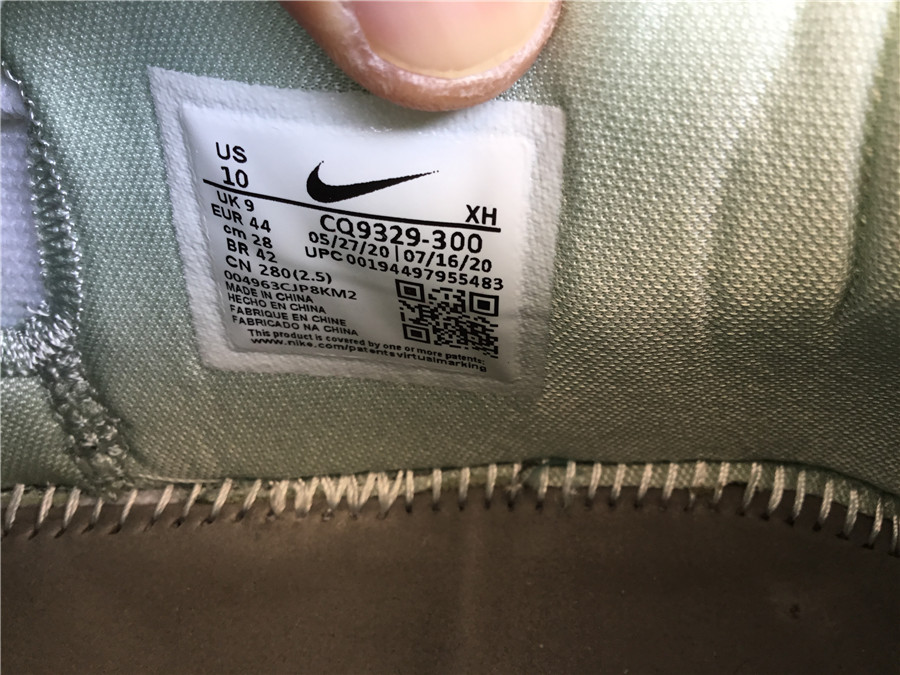 US
10
XH
UK 9
EUR 44
cm 28
BR 42
CN 280(2.5)
CQ9329-300
05/27/20 | 07/16/20
UPC 00194497955483
004963CJP8KM2
MADE IN CHINA
HECHO EN CHINA
FABRIQUE EN CHINE
FABRICADO NA CHINA
This product is covered by one or more patents:
www.nike.com/patentsvirtualmarking